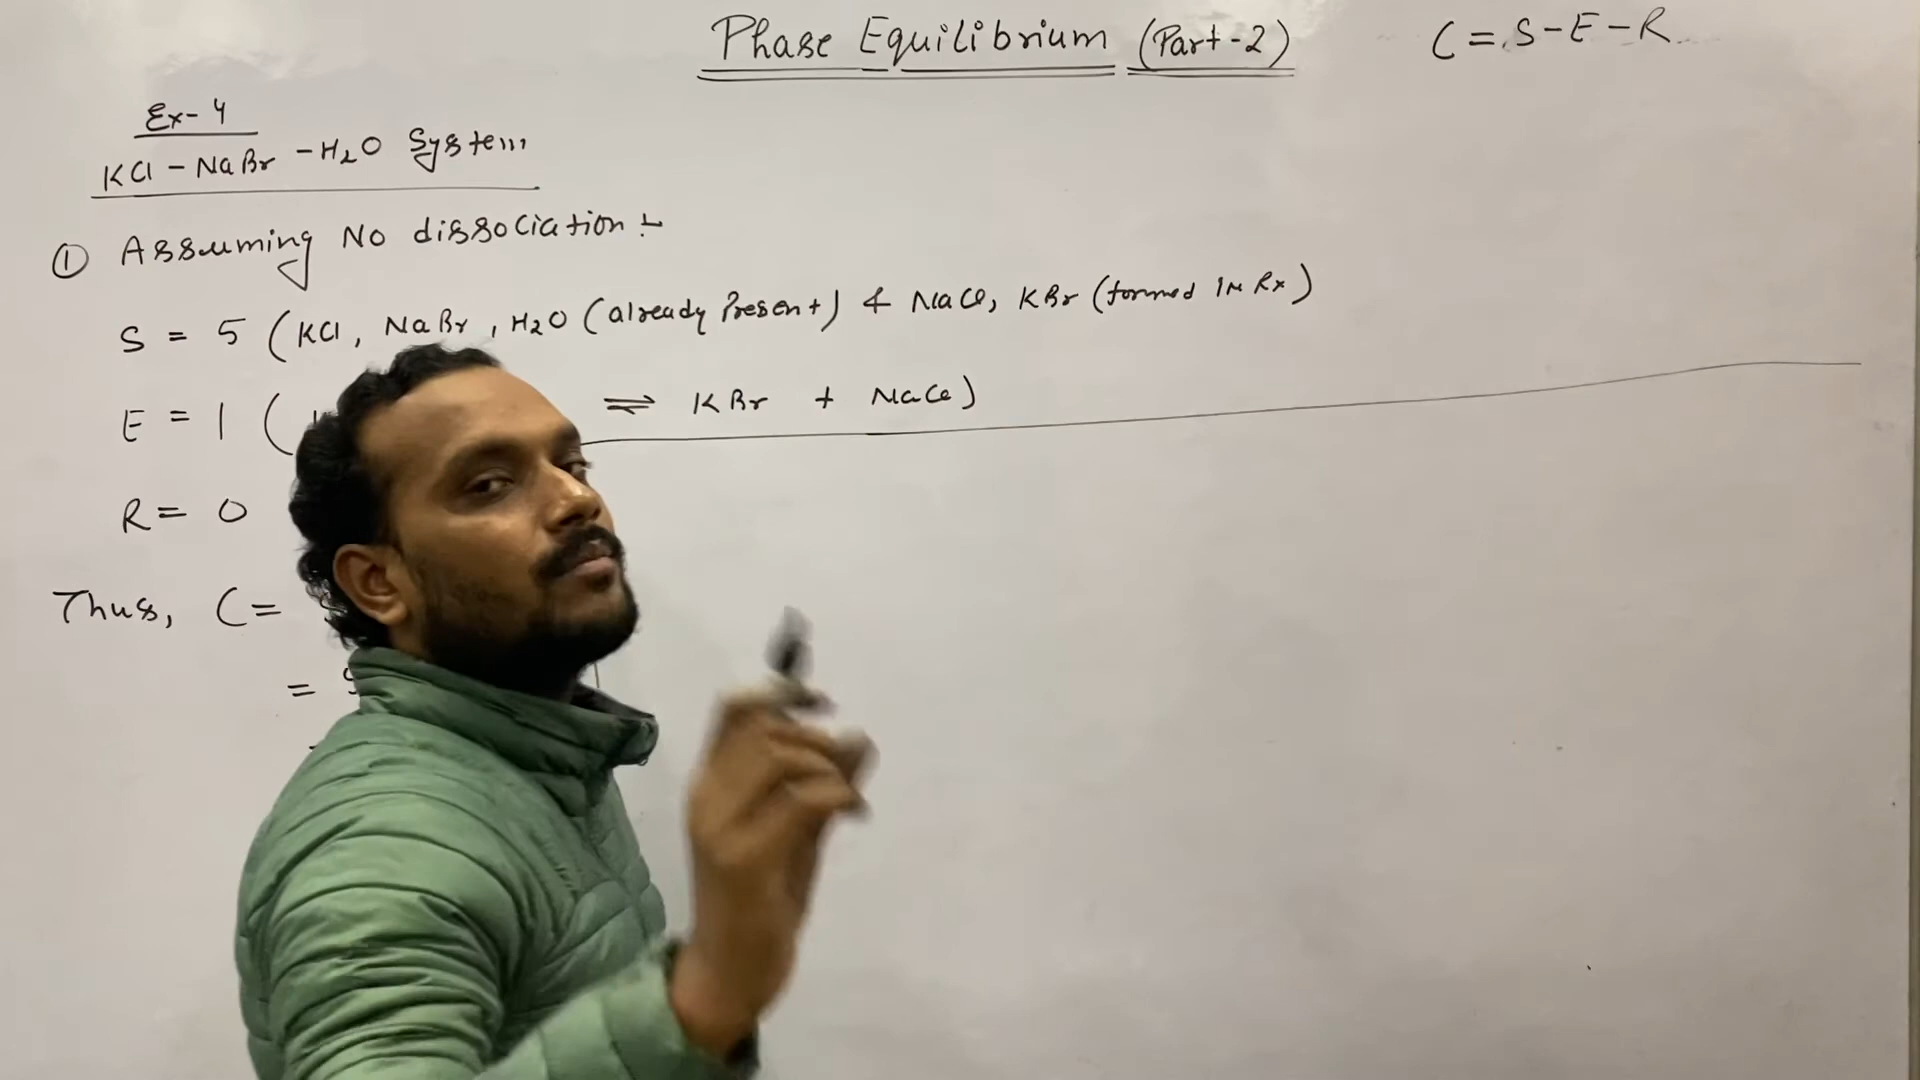 Phase Equilibrium (Part-2)
C = S - E - R
Ex-4
KCl - NaBr - H2O System
① Assuming No dissociation :-
S = 5 (KCl, NaBr, H2O (already Present) & NaCl, KBr (formed in Rx)
E = 1 ( ⇌ KBr + NaCl)
R = 0
Thus, C =
=